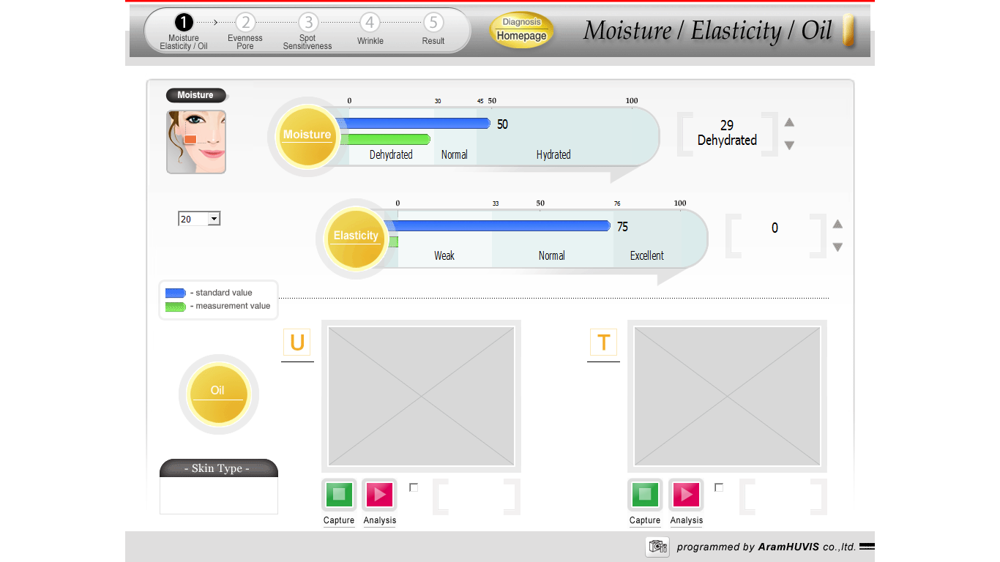 1 2 3 4 5
Moisture
Elasticity / Oil
Evenness
Pore
Spot
Sensitiveness
Wrinkle
Result
Diagnosis
Homepage
Moisture / Elasticity / Oil
Moisture
Moisture
0 30 45 50 100
50
Dehydrated Normal Hydrated
29
Dehydrated
20
Elasticity
0 33 50 76 100
75
Weak Normal Excellent
0
- standard value
- measurement value
U
T
Oil
- Skin Type -
Capture Analysis
Capture Analysis
programmed by AramHUVIS co.,ltd.